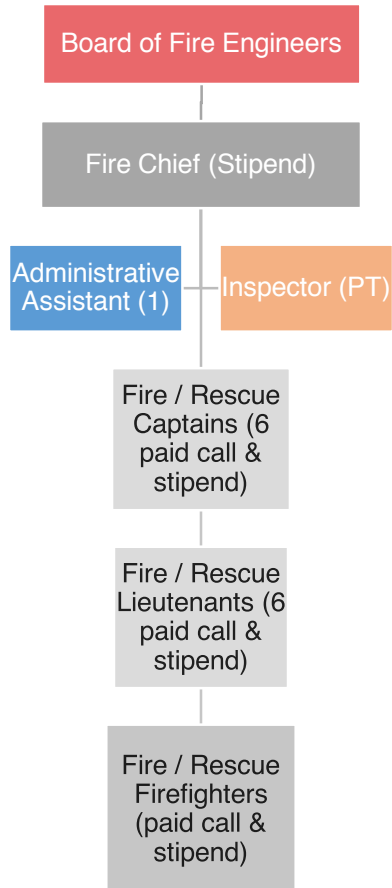 Board of Fire Engineers
Fire Chief (Stipend)
Administrative
Assistant (1)
Inspector (PT)
Fire / Rescue
Captains (6
paid call &
stipend)
Fire / Rescue
Lieutenants (6
paid call &
stipend)
Fire / Rescue
Firefighters
(paid call &
stipend)